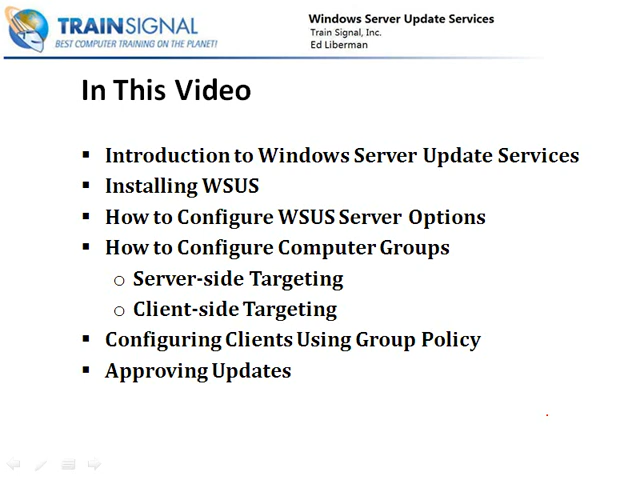 TRAINSIGNAL
BEST COMPUTER TRAINING ON THE PLANET!
Windows Server Update Services
Train Signal, Inc.
Ed Liberman
In This Video
▪ Introduction to Windows Server Update Services
▪ Installing WSUS
▪ How to Configure WSUS Server Options
▪ How to Configure Computer Groups
o Server-side Targeting
o Client-side Targeting
▪ Configuring Clients Using Group Policy
▪ Approving Updates